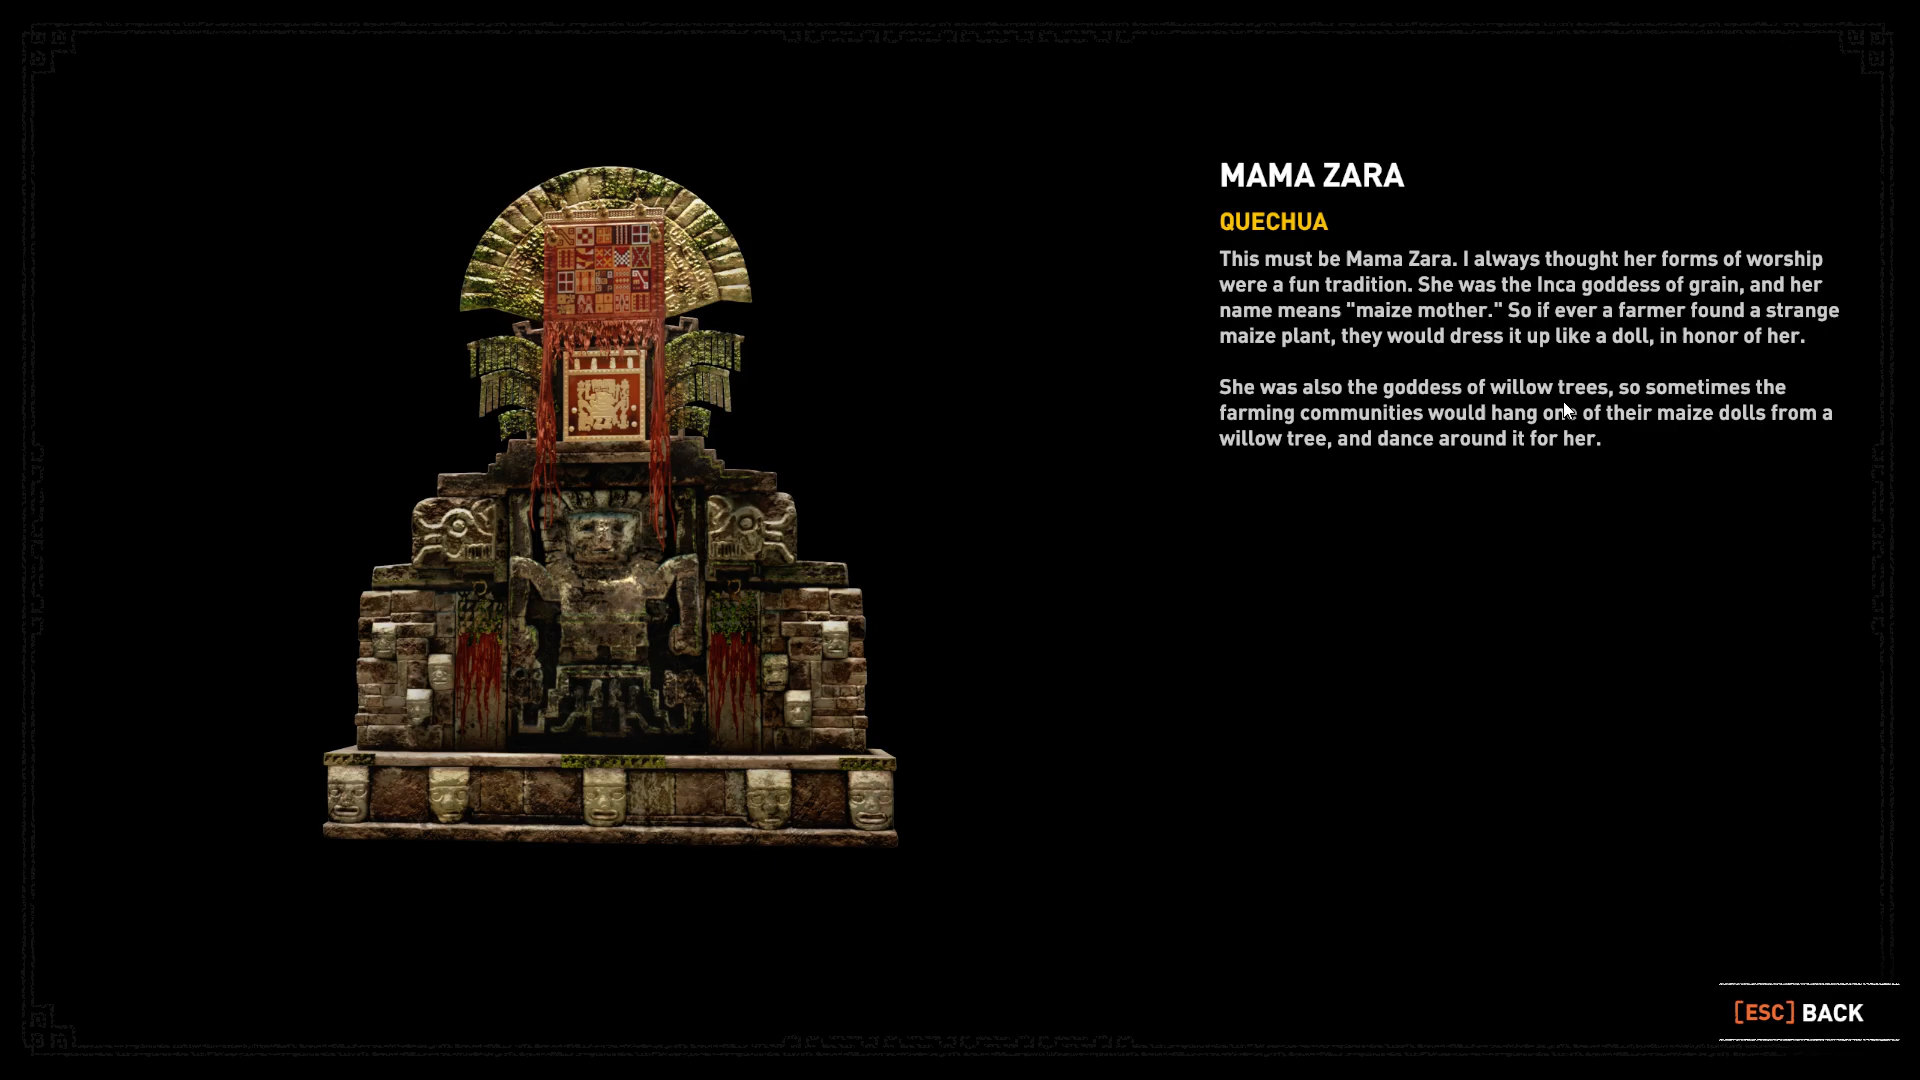 MAMA ZARA
QUECHUA
This must be Mama Zara. I always thought her forms of worship
were a fun tradition. She was the Inca goddess of grain, and her
name means "maize mother." So if ever a farmer found a strange
maize plant, they would dress it up like a doll, in honor of her.
She was also the goddess of willow trees, so sometimes the
farming communities would hang one of their maize dolls from a
willow tree, and dance around it for her.
[ESC] BACK